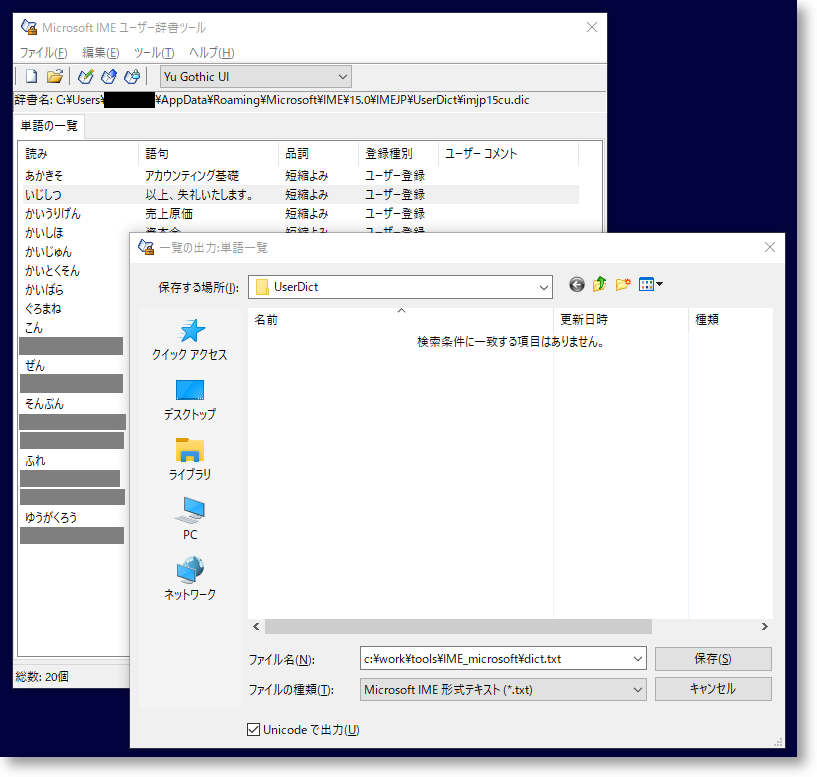 Microsoft IME ユーザー辞書ツール
ファイル(F) 編集(E) ツール(T) ヘルプ(H)
Yu Gothic UI
辞書名: C:¥Users¥ ¥AppData¥Roaming¥Microsoft¥IME¥15.0¥IMEJP¥UserDict¥imjp15cu.dic
単語の一覧
読み 語句 品詞 登録種別 ユーザー コメント
あかきそ アカウンティング基礎 短縮よみ ユーザー登録
いじしつ 以上、失礼いたします。 短縮よみ ユーザー登録
かいうりげん 売上原価 短縮よみ ユーザー登録
かいしほ 資本金 短縮よみ ユーザー登録
かいじゅん
かいとくそん
かいばら
ぐろまね
こん
ぜん
そんぶん
ふれ
ゆうがくろう
総数: 20個
一覧の出力:単語一覧
保存する場所(I): UserDict
名前 更新日時 種類
検索条件に一致する項目はありません。
クイック アクセス
デスクトップ
ライブラリ
PC
ネットワーク
ファイル名(N): c:¥work¥tools¥IME_microsoft¥dict.txt 保存(S)
ファイルの種類(T): Microsoft IME 形式テキスト (*.txt) キャンセル
Unicode で出力(U)